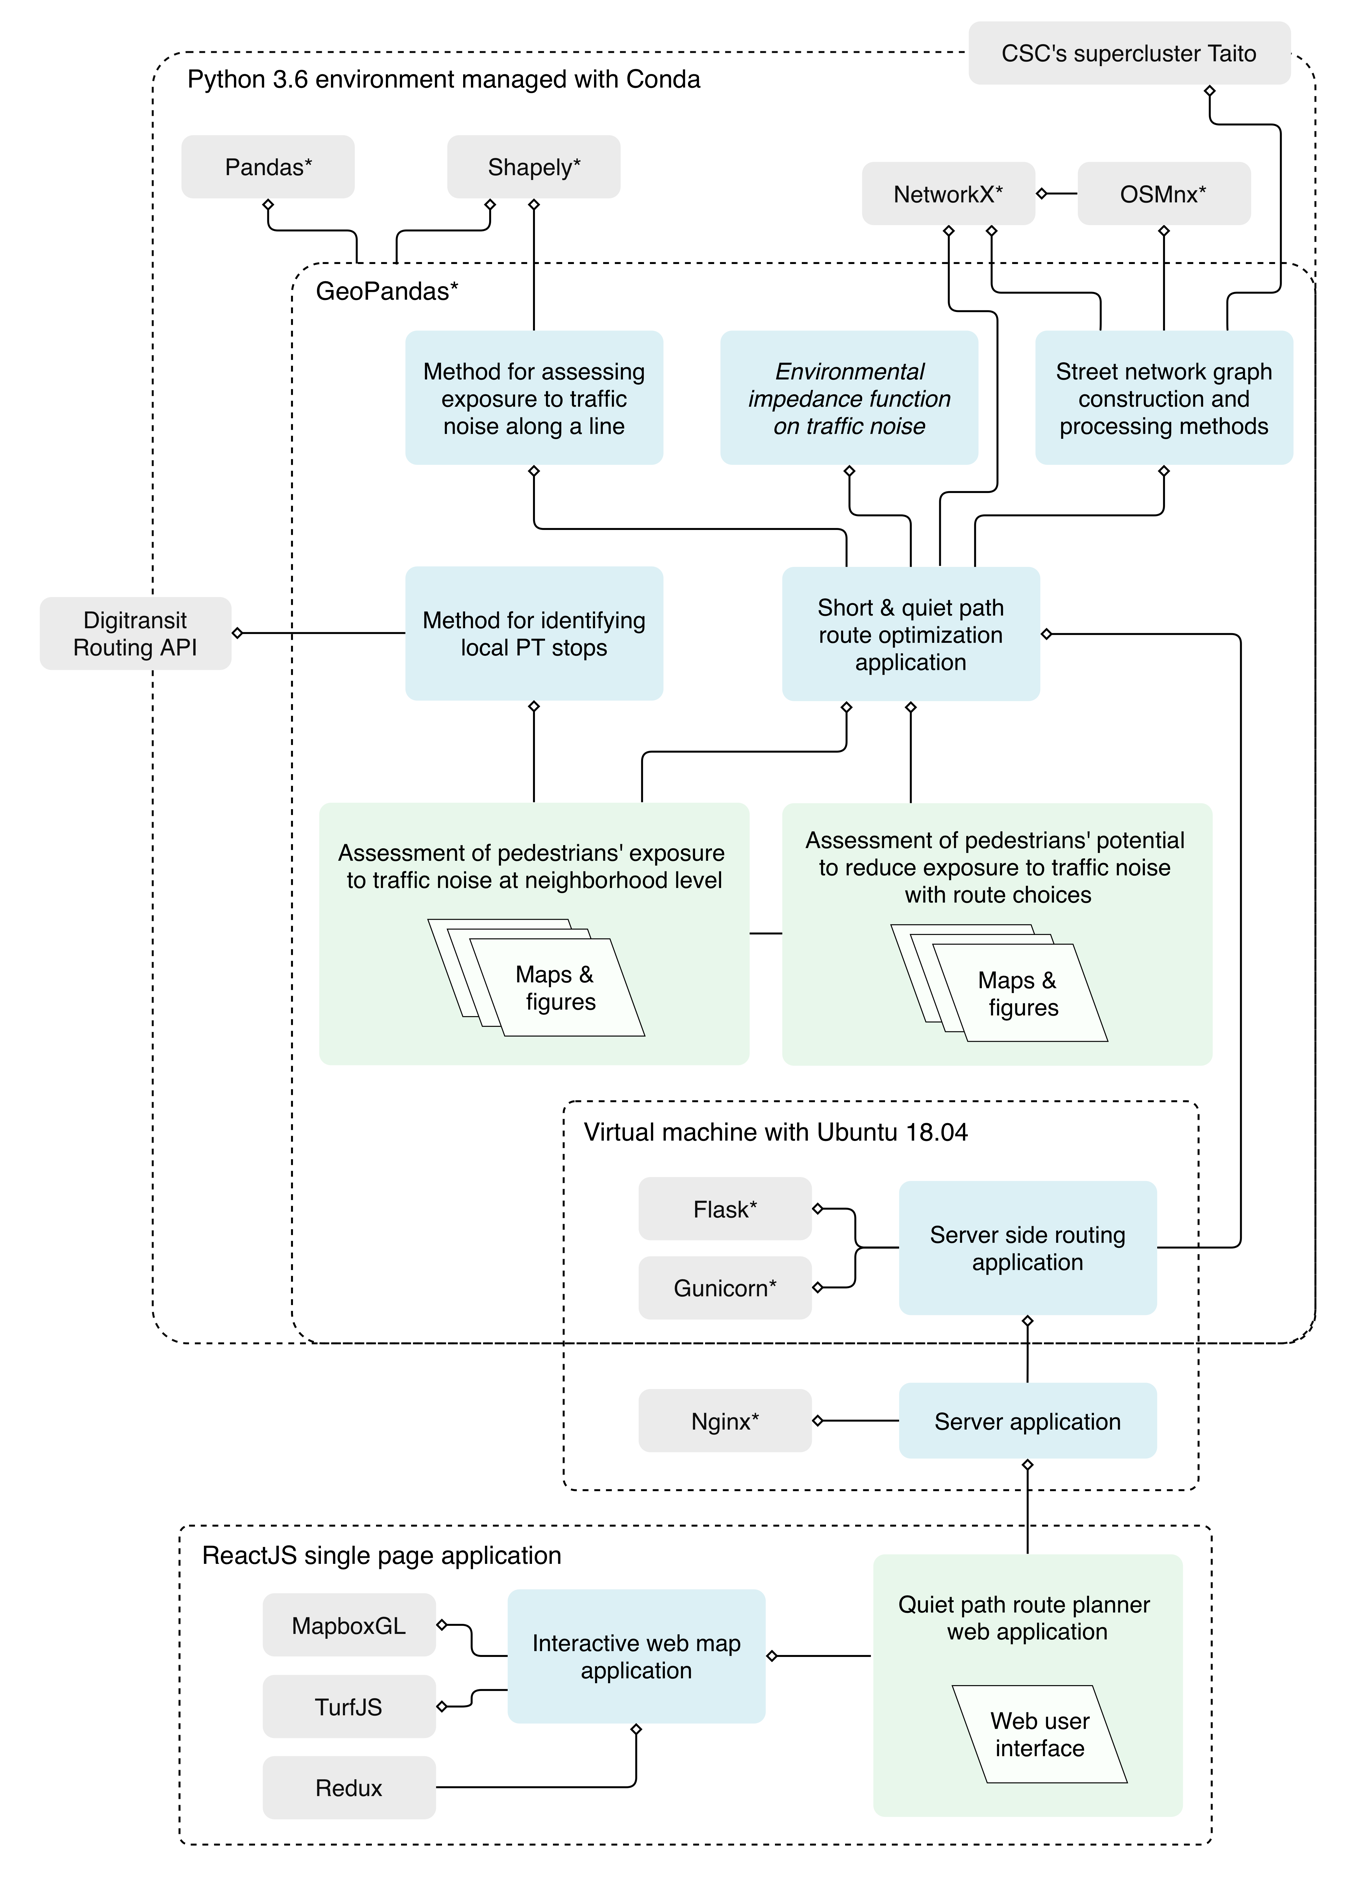 CSC's supercluster Taito
Python 3.6 environment managed with Conda
Pandas*
Shapely*
NetworkX*
OSMnx*
GeoPandas*
Method for assessing
exposure to traffic
noise along a line
Environmental
impedance function
on traffic noise
Street network graph
construction and
processing methods
Digitransit
Routing API
Method for identifying
local PT stops
Short & quiet path
route optimization
application
Assessment of pedestrians' exposure
to traffic noise at neighborhood level
Maps &
figures
Assessment of pedestrians' potential
to reduce exposure to traffic noise
with route choices
Maps &
figures
Virtual machine with Ubuntu 18.04
Flask*
Gunicorn*
Server side routing
application
Nginx*
Server application
ReactJS single page application
MapboxGL
TurfJS
Redux
Interactive web map
application
Quiet path route planner
web application
Web user
interface